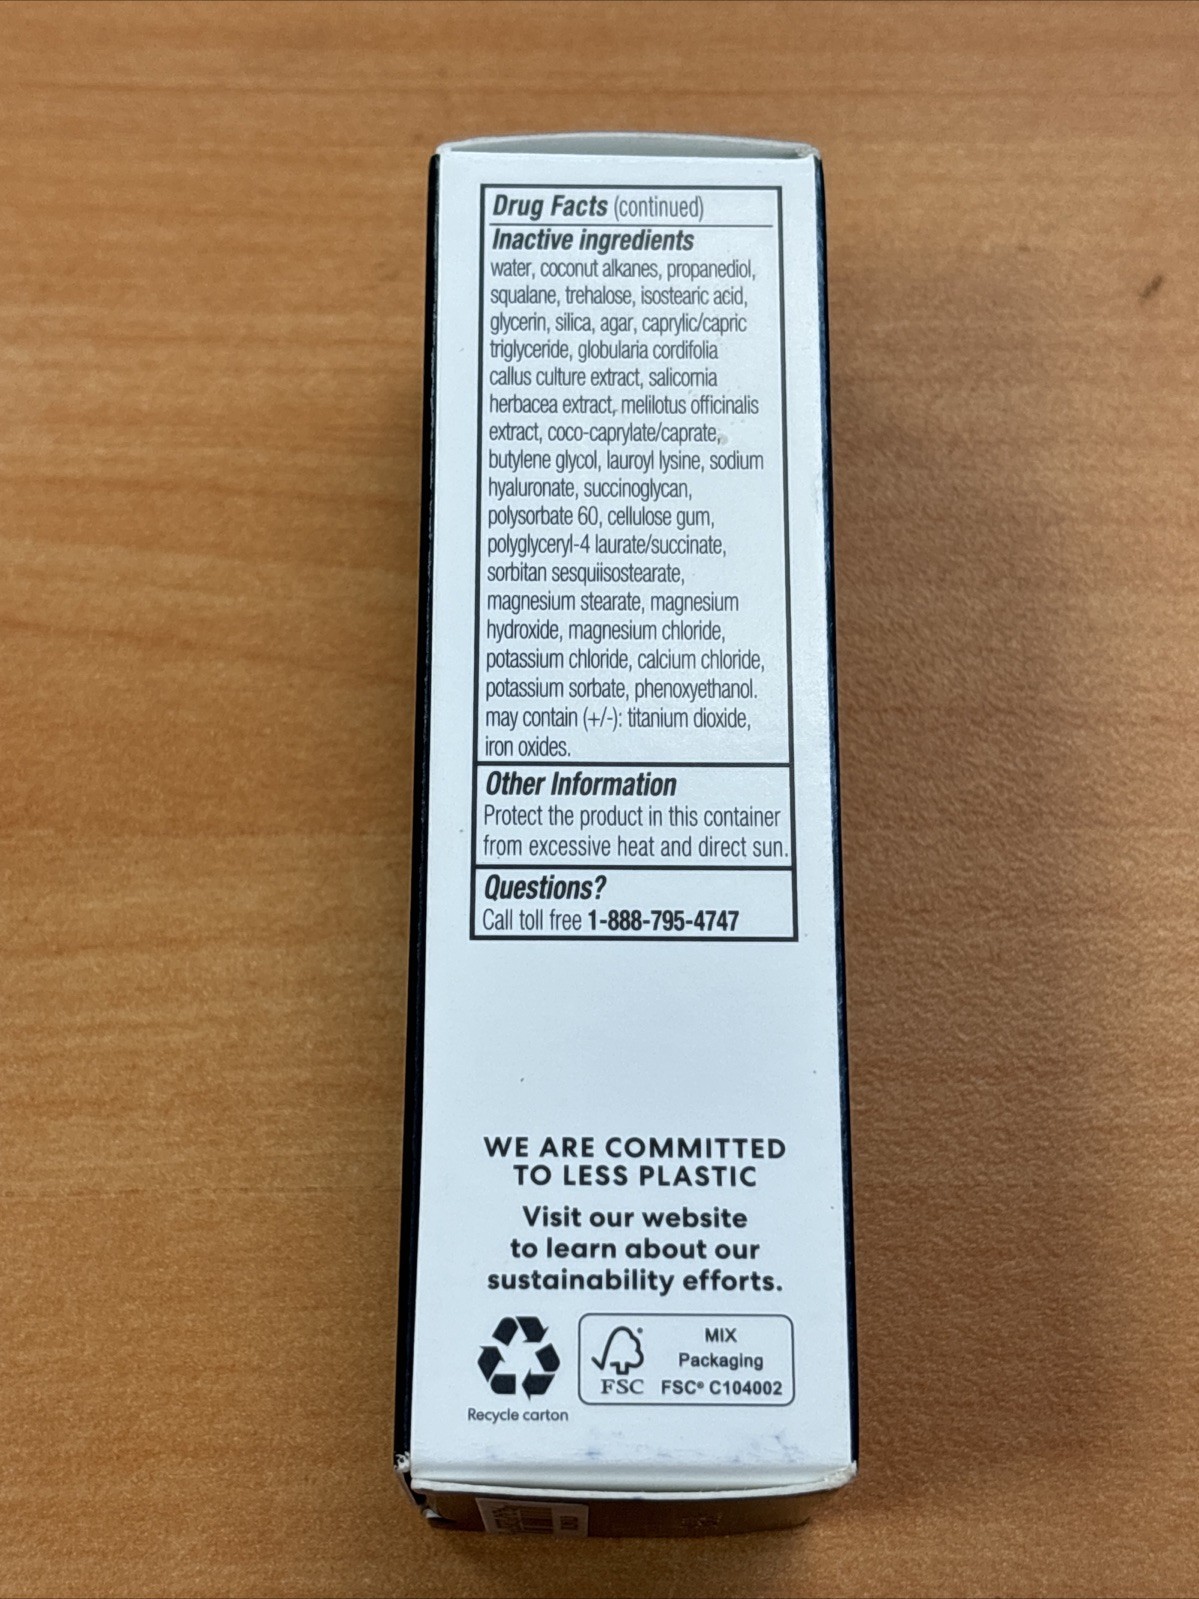 Drug Facts (continued)
Inactive ingredients
water, coconut alkanes, propanediol,
squalane, trehalose, isostearic acid,
glycerin, silica, agar, caprylic/capric
triglyceride, globularia cordifolia
callus culture extract, salicornia
herbacea extract, melilotus officinalis
extract, coco-caprylate/caprate,
butylene glycol, lauroyl lysine, sodium
hyaluronate, succinoglycan,
polysorbate 60, cellulose gum,
polyglyceryl-4 laurate/succinate,
sorbitan sesquiisostearate,
magnesium stearate, magnesium
hydroxide, magnesium chloride,
potassium chloride, calcium chloride,
potassium sorbate, phenoxyethanol.
may contain (+/-): titanium dioxide,
iron oxides.
Other Information
Protect the product in this container
from excessive heat and direct sun.
Questions?
Call toll free 1-888-795-4747
WE ARE COMMITTED
TO LESS PLASTIC
Visit our website
to learn about our
sustainability efforts.
MIX
Packaging
FSC FSC® C104002
Recycle carton